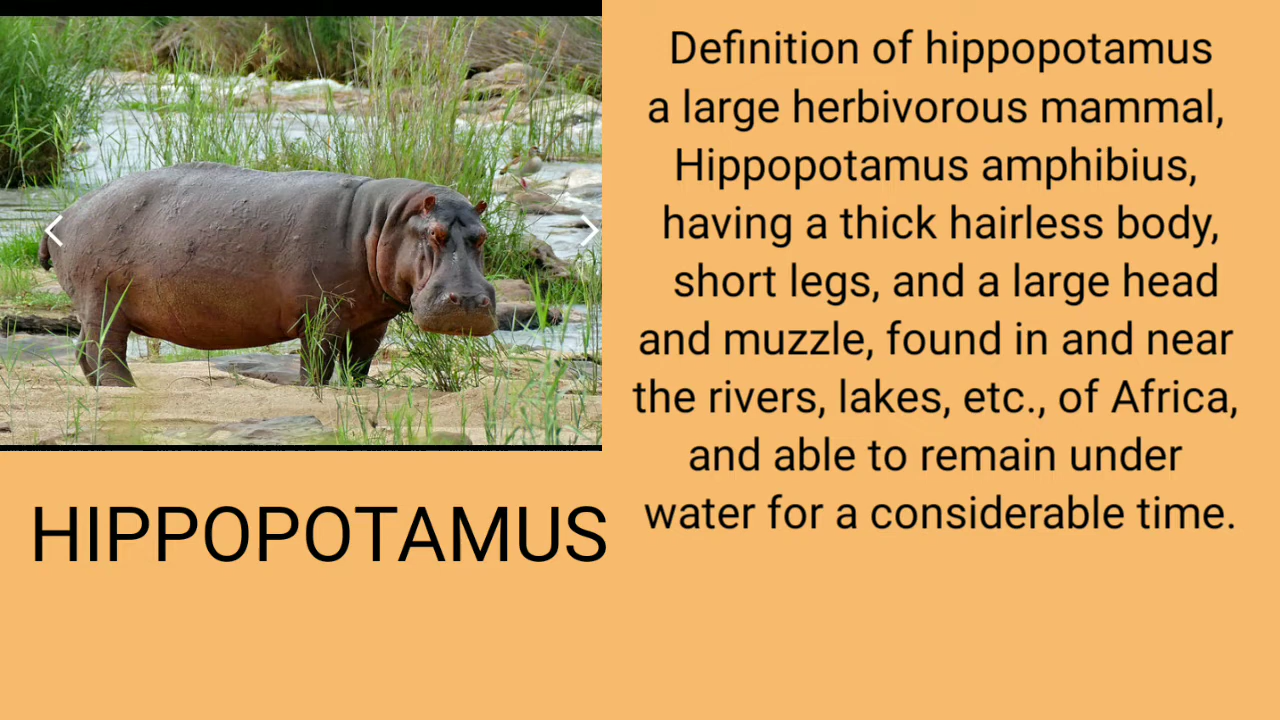 Definition of hippopotamus
a large herbivorous mammal,
Hippopotamus amphibius,
having a thick hairless body,
short legs, and a large head
and muzzle, found in and near
the rivers, lakes, etc., of Africa,
and able to remain under
water for a considerable time.
HIPPOPOTAMUS